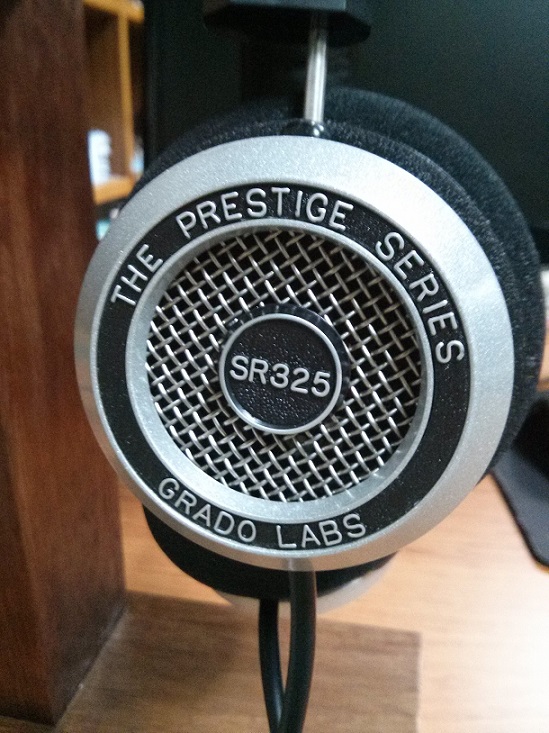 THE PRESTIGE SERIES
SR325
GRADO LABS